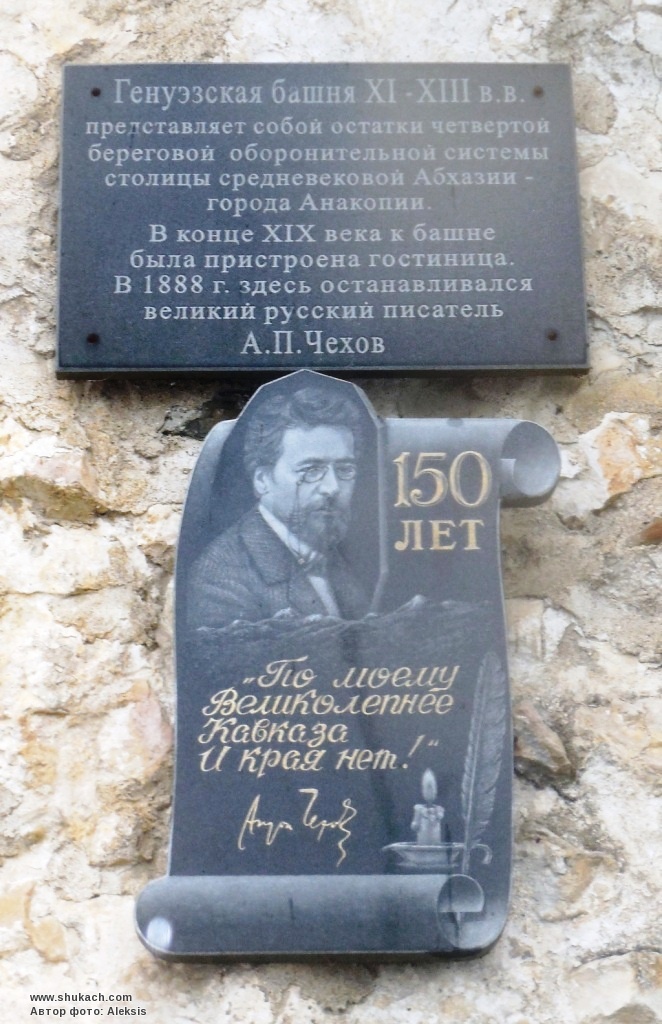 Генуэзская башня XI - XIII в.в.
представляет собой остатки четвертой
береговой оборонительной системы
столицы средневековой Абхазии -
города Анакопии.
В конце XIX века к башне
была пристроена гостиница.
В 1888 г. здесь останавливался
великий русский писатель
А.П.Чехов
150
ЛЕТ
„По моему
Великолепнее
Кавказа
И края нет!“
Антон Чехов
www.shukach.com
Автор фото: Aleksis